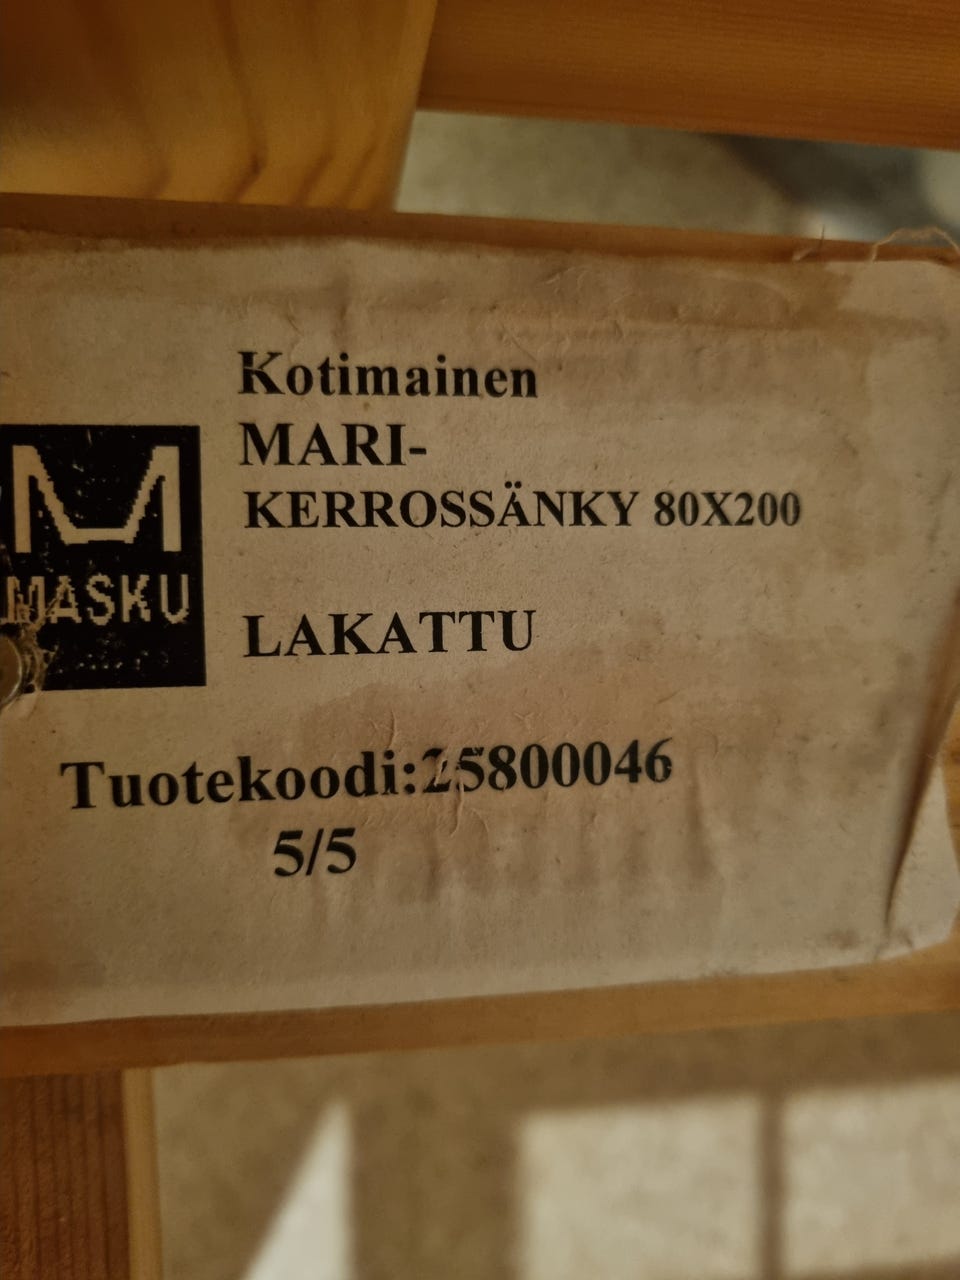 Kotimainen
MARI-
KERROSSÄNKY 80X200
MASKU
LAKATTU
Tuotekoodi:25800046
5/5